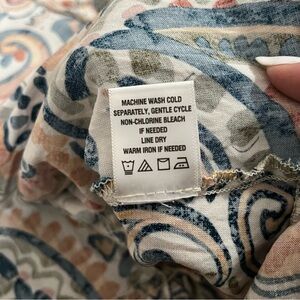 MACHINE WASH COLD
SEPARATELY, GENTLE CYCLE
NON-CHLORINE BLEACH
IF NEEDED
LINE DRY
WARM IRON IF NEEDED